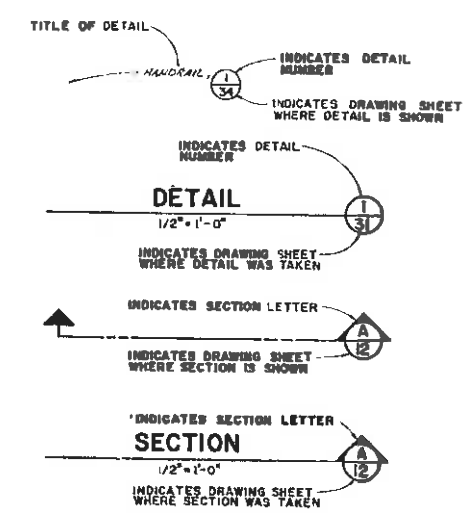 TITLE OF DETAIL
HANDRAIL
1
34
INDICATES DETAIL
NUMBER
INDICATES DRAWING SHEET
WHERE DETAIL IS SHOWN
INDICATES DETAIL
NUMBER
DETAIL
1/2" = 1'-0"
1
31
INDICATES DRAWING SHEET
WHERE DETAIL WAS TAKEN
INDICATES SECTION LETTER
A
12
INDICATES DRAWING SHEET
WHERE SECTION IS SHOWN
INDICATES SECTION LETTER
SECTION
1/2" = 1'-0"
A
12
INDICATES DRAWING SHEET
WHERE SECTION WAS TAKEN